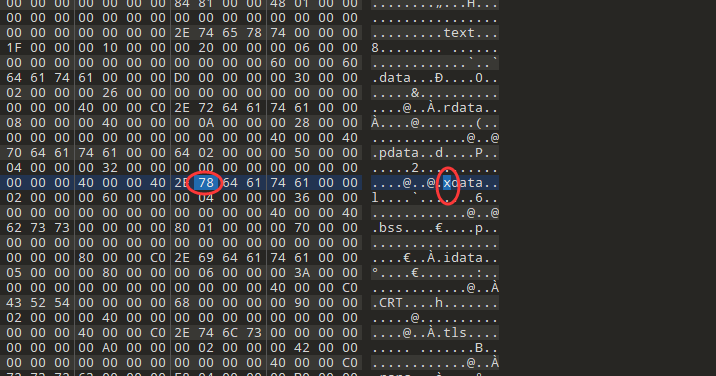 00 00 00 00 00 00 00 84 81 00 00 48 01 00 00 ........„...H...
00 00 00 00 00 00 00 00 00 00 00 00 00 00 00 ................
00 00 00 00 00 00 00 2E 74 65 78 74 00 00 00 .........text...
1F 00 00 00 10 00 00 00 20 00 00 00 06 00 00 8....... ......
00 00 00 00 00 00 00 00 00 00 00 60 00 00 60 ............`..`
64 61 74 61 00 00 00 D0 00 00 00 00 30 00 00 .data...Ð....0..
02 00 00 00 26 00 00 00 00 00 00 00 00 00 00 .....&..........
00 00 00 40 00 00 C0 2E 72 64 61 74 61 00 00 ....@..À.rdata..
08 00 00 00 40 00 00 00 0A 00 00 00 28 00 00 À....@.......(..
00 00 00 00 00 00 00 00 00 00 00 40 00 00 40 ............@..@
70 64 61 74 61 00 00 64 02 00 00 00 50 00 00 .pdata..d....P..
04 00 00 00 32 00 00 00 00 00 00 00 00 00 00 .....2..........
00 00 00 40 00 00 40 2E 78 64 61 74 61 00 00 ....@..@.xdata..
02 00 00 00 60 00 00 00 04 00 00 00 36 00 00 l....`.......6..
00 00 00 00 00 00 00 00 00 00 00 40 00 00 40 ............@..@
62 73 73 00 00 00 00 80 01 00 00 00 70 00 00 .bss....€....p..
00 00 00 00 00 00 00 00 00 00 00 00 00 00 00 ................
00 00 00 80 00 00 C0 2E 69 64 61 74 61 00 00 ....€..À.idata..
05 00 00 00 80 00 00 00 06 00 00 00 3A 00 00 °....€.......:..
00 00 00 00 00 00 00 00 00 00 00 40 00 00 C0 ............@..À
43 52 54 00 00 00 00 68 00 00 00 00 90 00 00 .CRT....h.......
02 00 00 00 40 00 00 00 00 00 00 00 00 00 00 .....@..........
00 00 00 40 00 00 C0 2E 74 6C 73 00 00 00 00 ....@..À.tls....
00 00 00 00 A0 00 00 00 02 00 00 00 42 00 00 ..... .......B..
00 00 00 00 00 00 00 00 00 00 00 40 00 00 C0 ............@..À